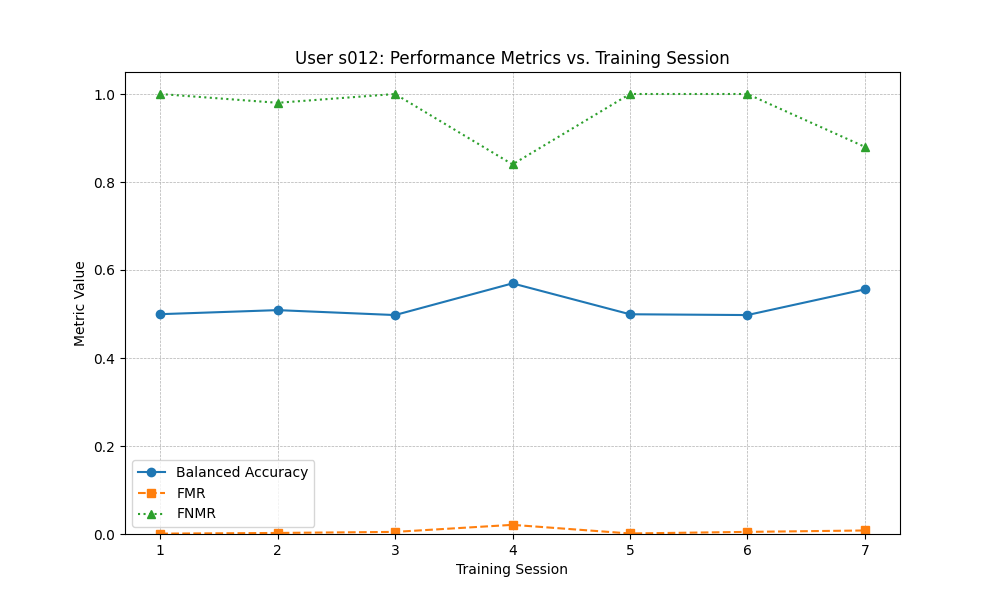 User s012: Performance Metrics vs. Training Session
Metric Value
1.0
0.8
0.6
0.4
0.2
0.0
Balanced Accuracy
FMR
FNMR
1 2 3 4 5 6 7
Training Session